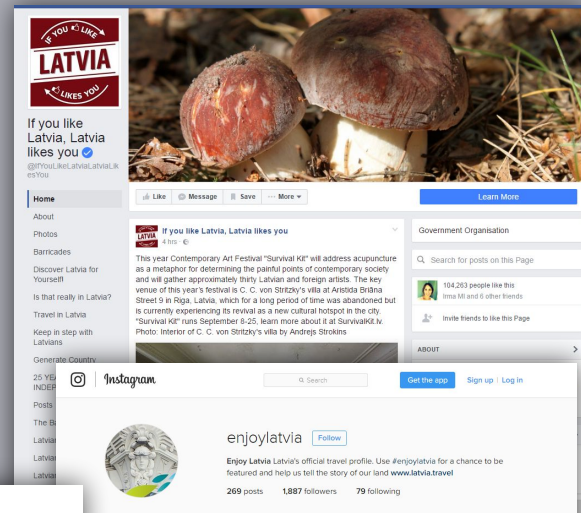 IF YOU LIKE
LATVIA
LIKES YOU
If you like
Latvia, Latvia
likes you
@IfYouLikeLatviaLatviaLik
esYou
Home
About
Photos
Barricades
Discover Latvia for
Yourself!
Is that really in Latvia?
Travel in Latvia
Keep in step with
Latvians
Generate Country
25
Posts
The
Like
Message
Save
More
Learn More
LATVIA
If you like Latvia, Latvia likes you
4 hrs
This year Contemporary Art Festival "Survival Kit" will address acupuncture
as a metaphor for determining the painful points of contemporary society
and will gather approximately thirty Latvian and foreign artists. The key
venue of this year's festival is C. C. von Stritzky's villa at Aristida Briāna
Street 9 in Riga, Latvia, which for a long period of time was abandoned but
is currently experiencing its revival as a new cultural hotspot in the city.
"Survival Kit" runs September 8-25, learn more about it at SurvivalKit.lv.
Photo: Interior of C. C. von Stritzky's villa by Andrejs Strokins
Government Organisation
Search for posts on this Page
104,263 people like this
Irma Mi and 6 other friends
Invite friends to like this Page
ABOUT
Instagram
Search
Get the app
Sign up | Log in
enjoylatvia
Follow
Enjoy Latvia Latvia's official travel profile. Use #enjoylatvia for a chance to be
featured and help us tell the story of our land www.latvia.travel
269 posts
1,887 followers
79 following